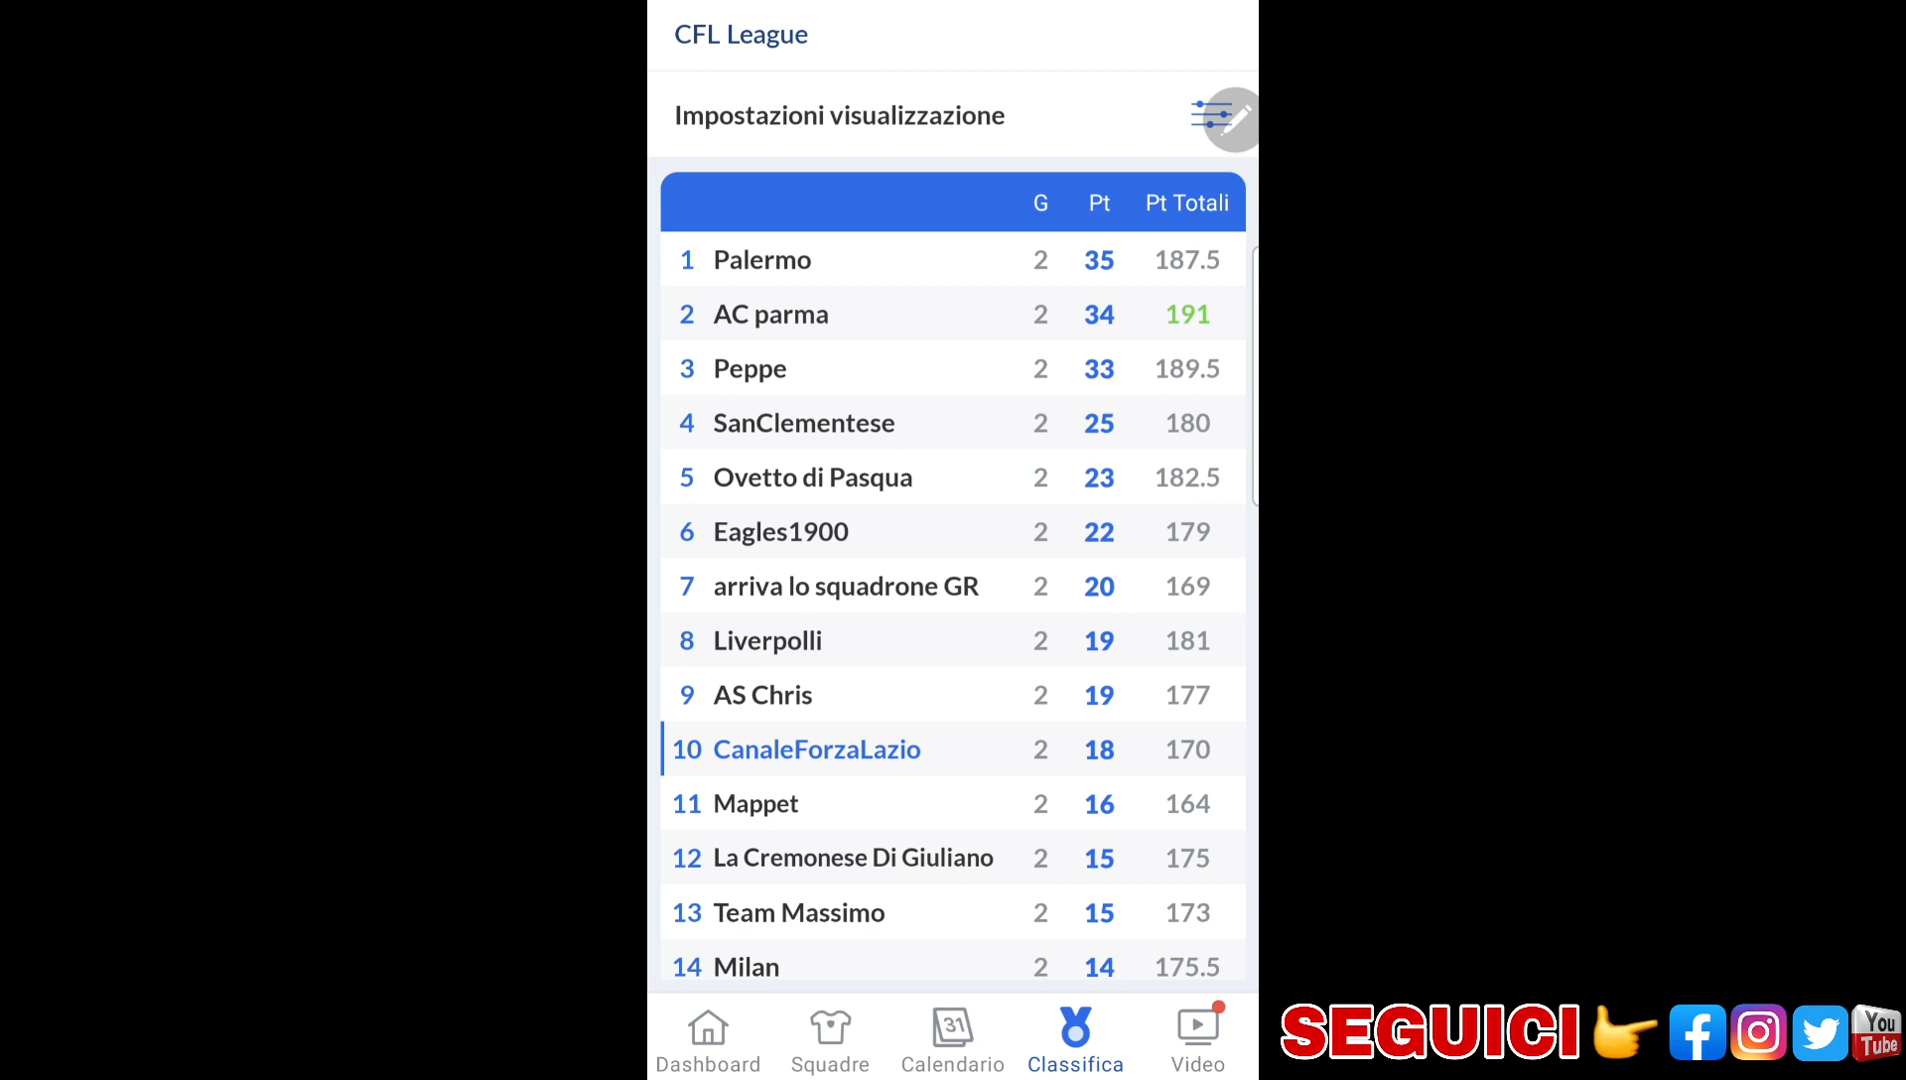 CFL League
Impostazioni visualizzazione
G Pt Pt Totali
1 Palermo 2 35 187.5
2 AC parma 2 34 191
3 Peppe 2 33 189.5
4 SanClementese 2 25 180
5 Ovetto di Pasqua 2 23 182.5
6 Eagles1900 2 22 179
7 arriva lo squadrone GR 2 20 169
8 Liverpolli 2 19 181
9 AS Chris 2 19 177
10 CanaleForzaLazio 2 18 170
11 Mappet 2 16 164
12 La Cremonese Di Giuliano 2 15 175
13 Team Massimo 2 15 173
14 Milan 2 14 175.5
31
Dashboard Squadre Calendario Classifica Video
SEGUICI
You
Tube